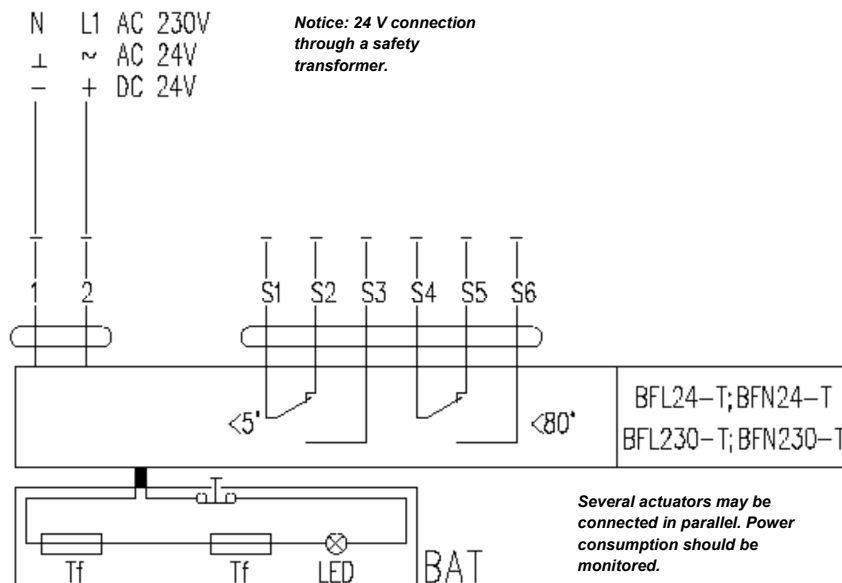 N L1 AC 230V
⊥ ~ AC 24V
− + DC 24V
Notice: 24 V connection
through a safety
transformer.
1 2 S1 S2 S3 S4 S5 S6
<5° <80°
BFL24-T; BFN24-T
BFL230-T; BFN230-T
T
Tf Tf LED BAT
Several actuators may be
connected in parallel. Power
consumption should be
monitored.